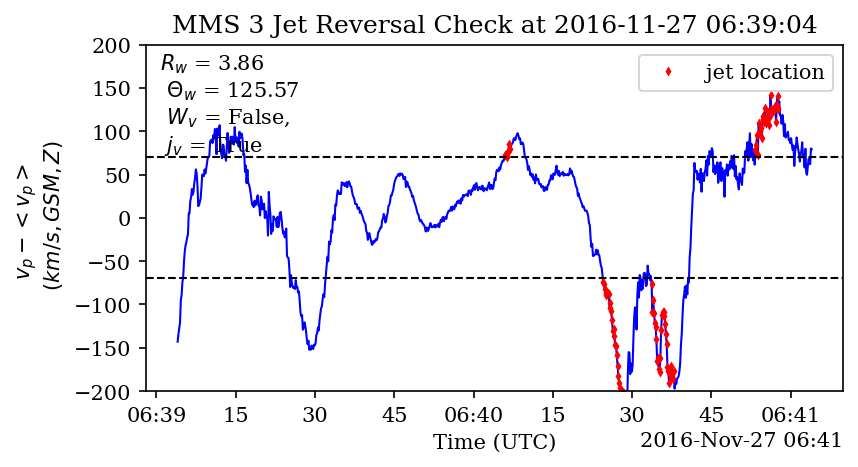 MMS 3 Jet Reversal Check at 2016-11-27 06:39:04
R_w = 3.86
Θ_w = 125.57
W_v = False,
j_v = True
jet location
v_p − < v_p >
(km/s, GSM, Z)
200
150
100
50
0
−50
−100
−150
−200
06:39 15 30 45 06:40 15 30 45 06:41
Time (UTC)
2016-Nov-27 06:41